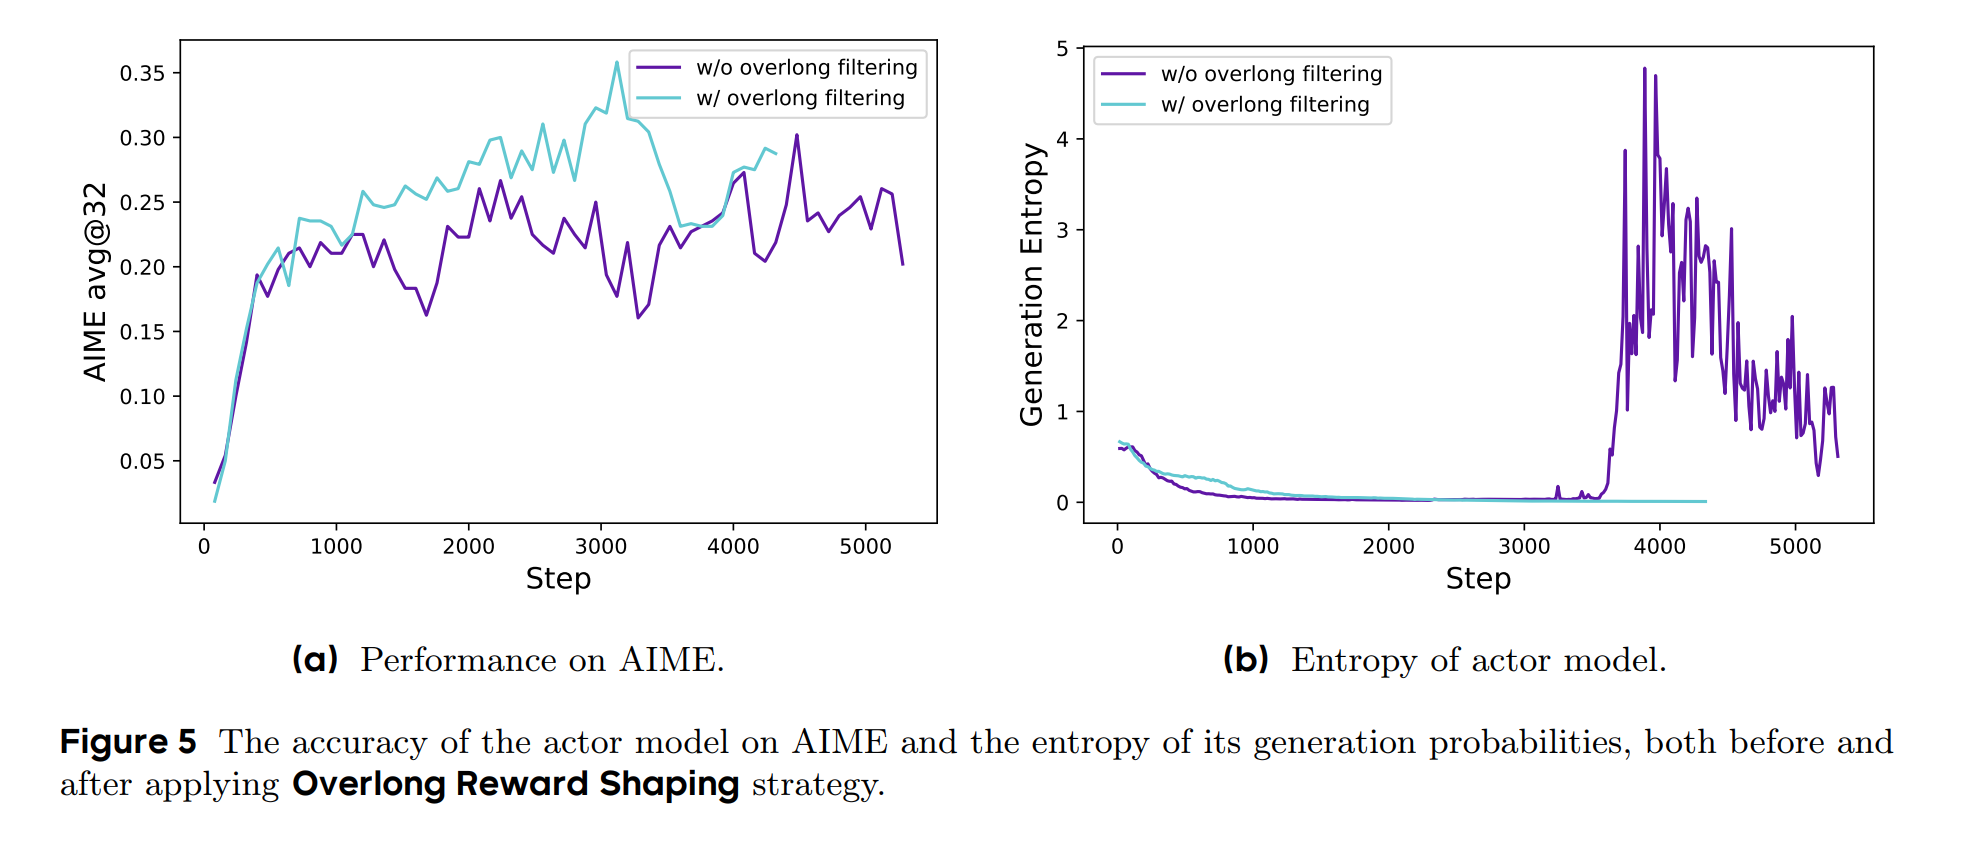 AIME avg@32
0.35
0.30
0.25
0.20
0.15
0.10
0.05
w/o overlong filtering
w/ overlong filtering
0 1000 2000 3000 4000 5000
Step
(a) Performance on AIME.
Generation Entropy
5
4
3
2
1
0
w/o overlong filtering
w/ overlong filtering
0 1000 2000 3000 4000 5000
Step
(b) Entropy of actor model.
Figure 5 The accuracy of the actor model on AIME and the entropy of its generation probabilities, both before and
after applying Overlong Reward Shaping strategy.